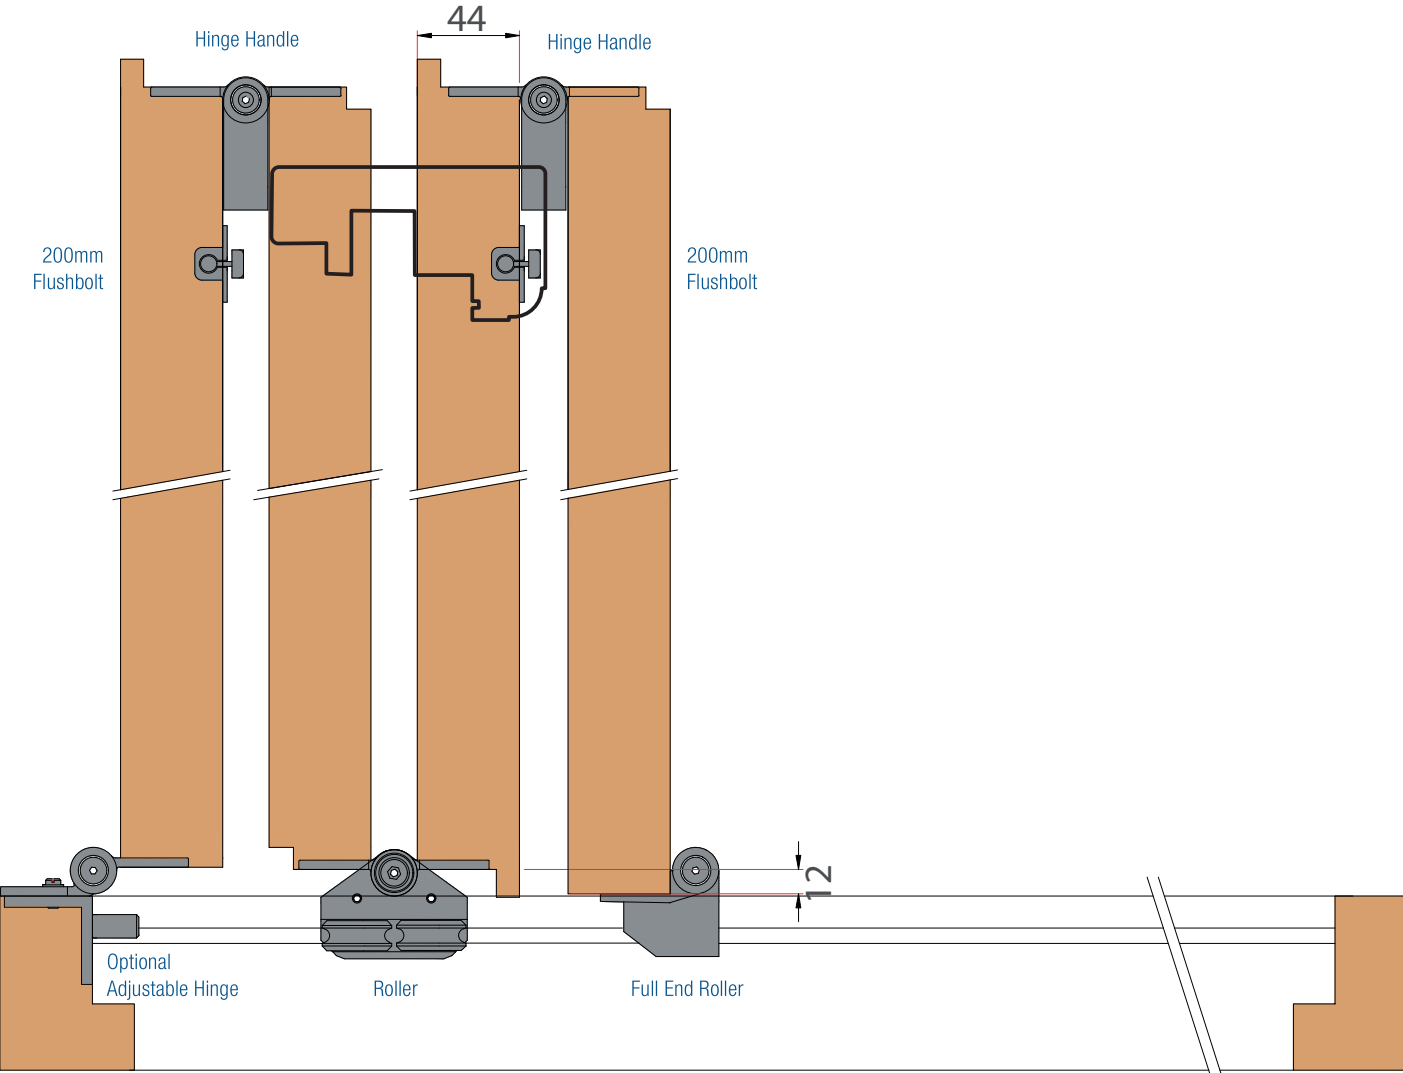 44
Hinge Handle
Hinge Handle
200mm
Flushbolt
200mm
Flushbolt
12
Optional
Adjustable Hinge
Roller
Full End Roller